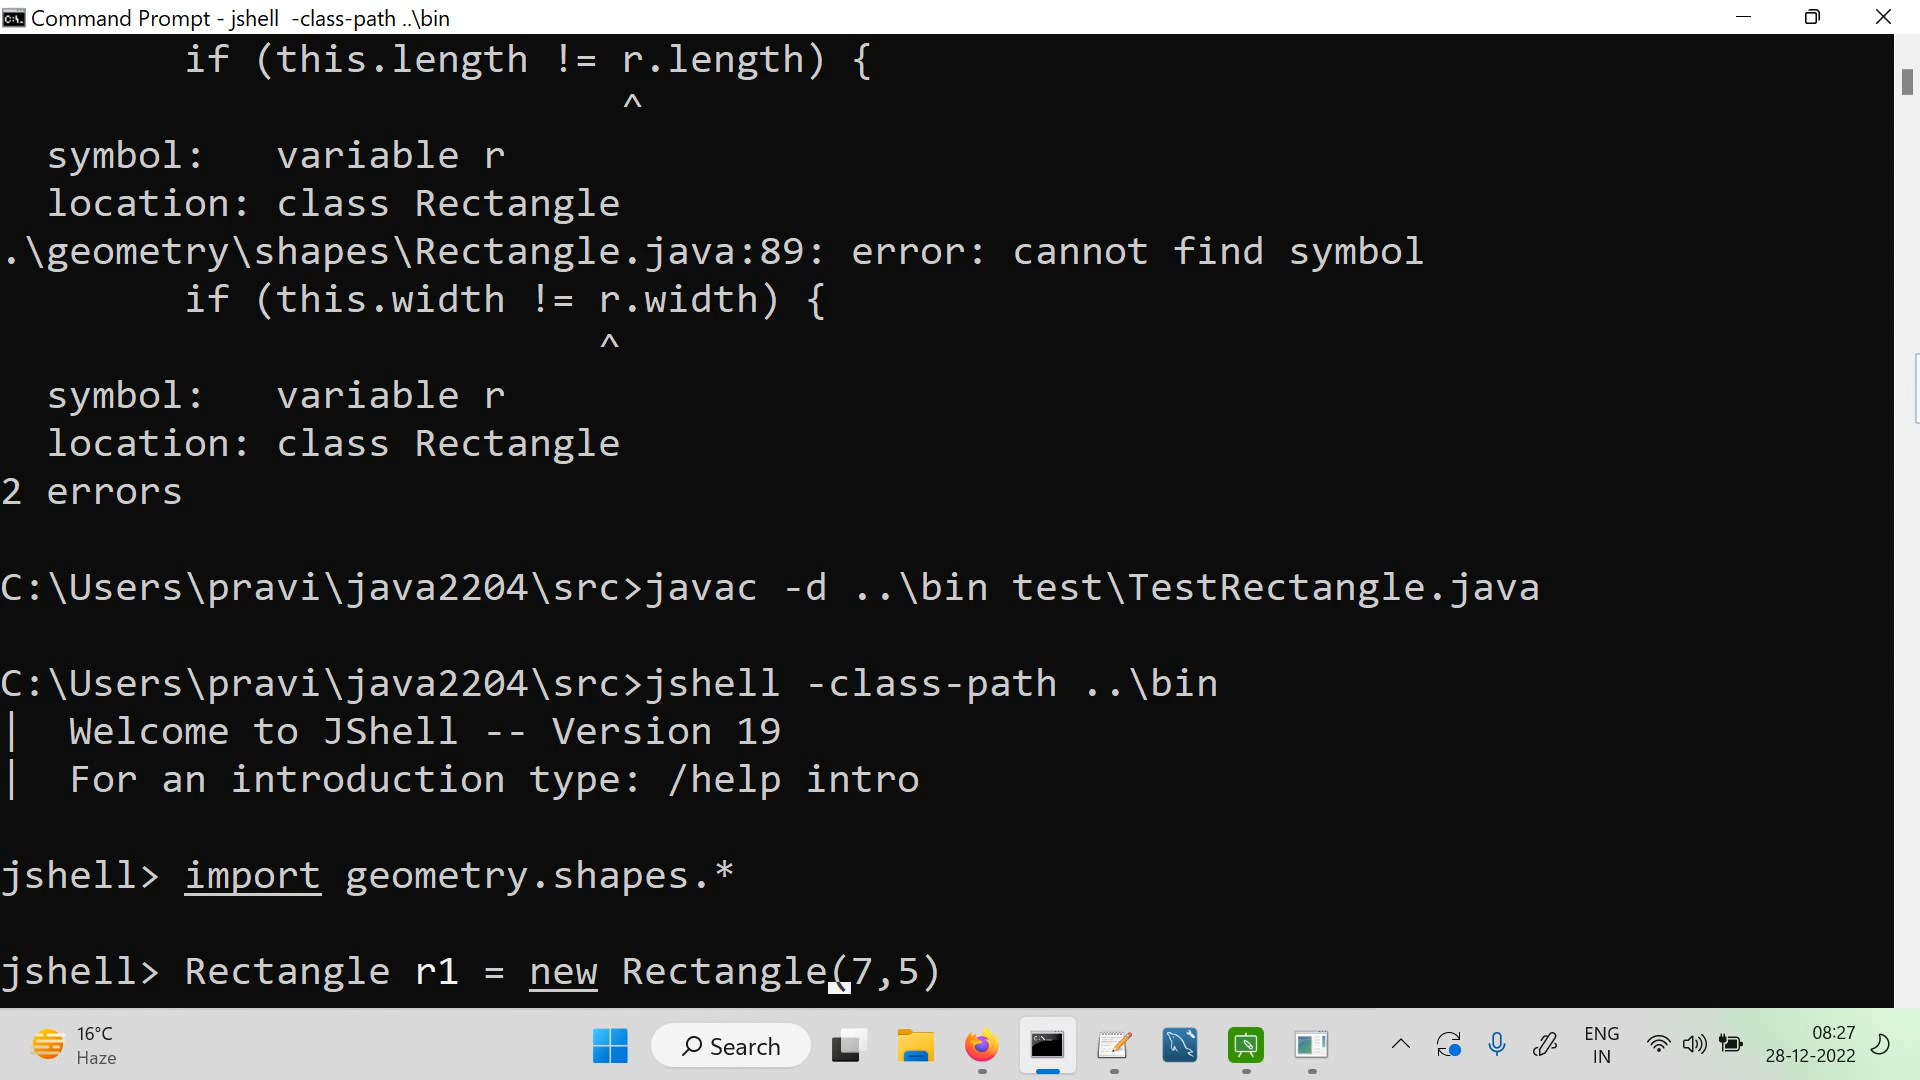 Command Prompt - jshell  -class-path ..\bin
        if (this.length != r.length) {
                           ^
  symbol:   variable r
  location: class Rectangle
.\geometry\shapes\Rectangle.java:89: error: cannot find symbol
        if (this.width != r.width) {
                          ^
  symbol:   variable r
  location: class Rectangle
2 errors
C:\Users\pravi\java2204\src>javac -d ..\bin test\TestRectangle.java
C:\Users\pravi\java2204\src>jshell -class-path ..\bin
|  Welcome to JShell -- Version 19
|  For an introduction type: /help intro
jshell> import geometry.shapes.*
jshell> Rectangle r1 = new Rectangle(7,5)
16°C
Haze
Search
ENG
IN
08:27
28-12-2022